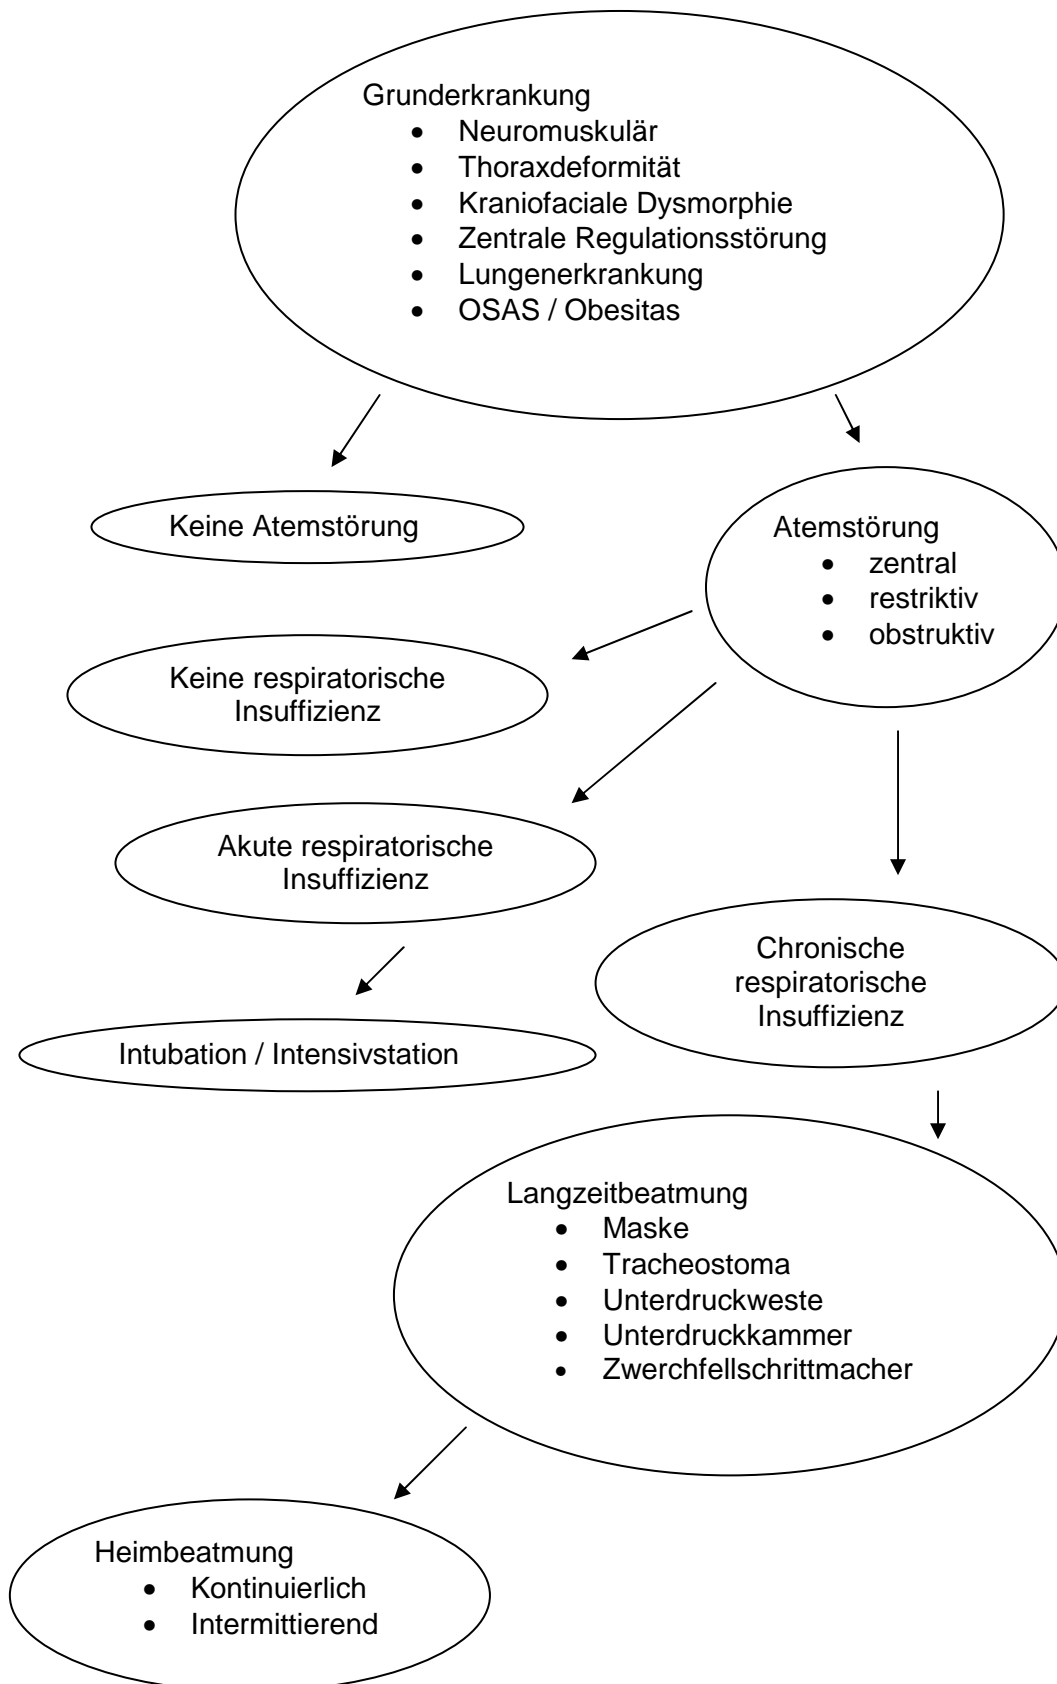 Grunderkrankung
• Neuromuskulär
• Thoraxdeformität
• Kraniofaciale Dysmorphie
• Zentrale Regulationsstörung
• Lungenerkrankung
• OSAS / Obesitas
Keine Atemstörung
Atemstörung
• zentral
• restriktiv
• obstruktiv
Keine respiratorische
Insuffizienz
Akute respiratorische
Insuffizienz
Chronische
respiratorische
Insuffizienz
Intubation / Intensivstation
Langzeitbeatmung
• Maske
• Tracheostoma
• Unterdruckweste
• Unterdruckkammer
• Zwerchfellschrittmacher
Heimbeatmung
• Kontinuierlich
• Intermittierend